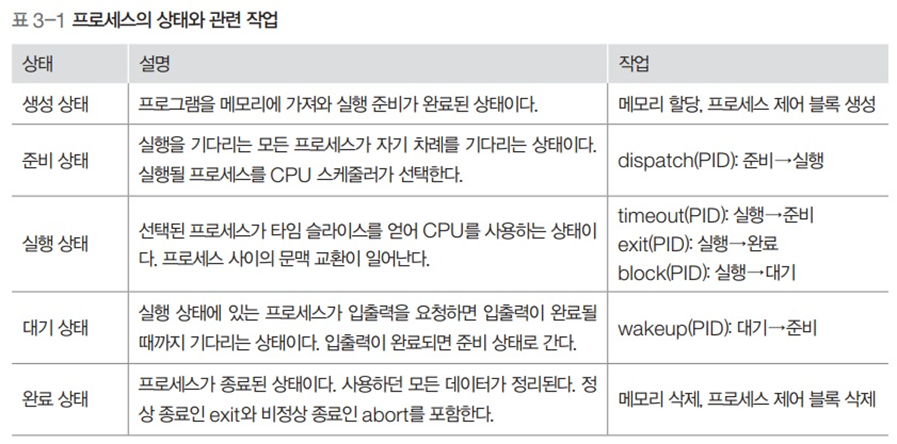 표 3-1 프로세스의 상태와 관련 작업
상태 설명 작업
생성 상태 프로그램을 메모리에 가져와 실행 준비가 완료된 상태이다. 메모리 할당, 프로세스 제어 블록 생성
준비 상태 실행을 기다리는 모든 프로세스가 자기 차례를 기다리는 상태이다.
실행될 프로세스를 CPU 스케줄러가 선택한다. dispatch(PID): 준비→실행
실행 상태 선택된 프로세스가 타임 슬라이스를 얻어 CPU를 사용하는 상태이
다. 프로세스 사이의 문맥 교환이 일어난다. timeout(PID): 실행→준비
exit(PID): 실행→완료
block(PID): 실행→대기
대기 상태 실행 상태에 있는 프로세스가 입출력을 요청하면 입출력이 완료될
때까지 기다리는 상태이다. 입출력이 완료되면 준비 상태로 간다. wakeup(PID): 대기→준비
완료 상태 프로세스가 종료된 상태이다. 사용하던 모든 데이터가 정리된다. 정
상 종료인 exit와 비정상 종료인 abort를 포함한다. 메모리 삭제, 프로세스 제어 블록 삭제